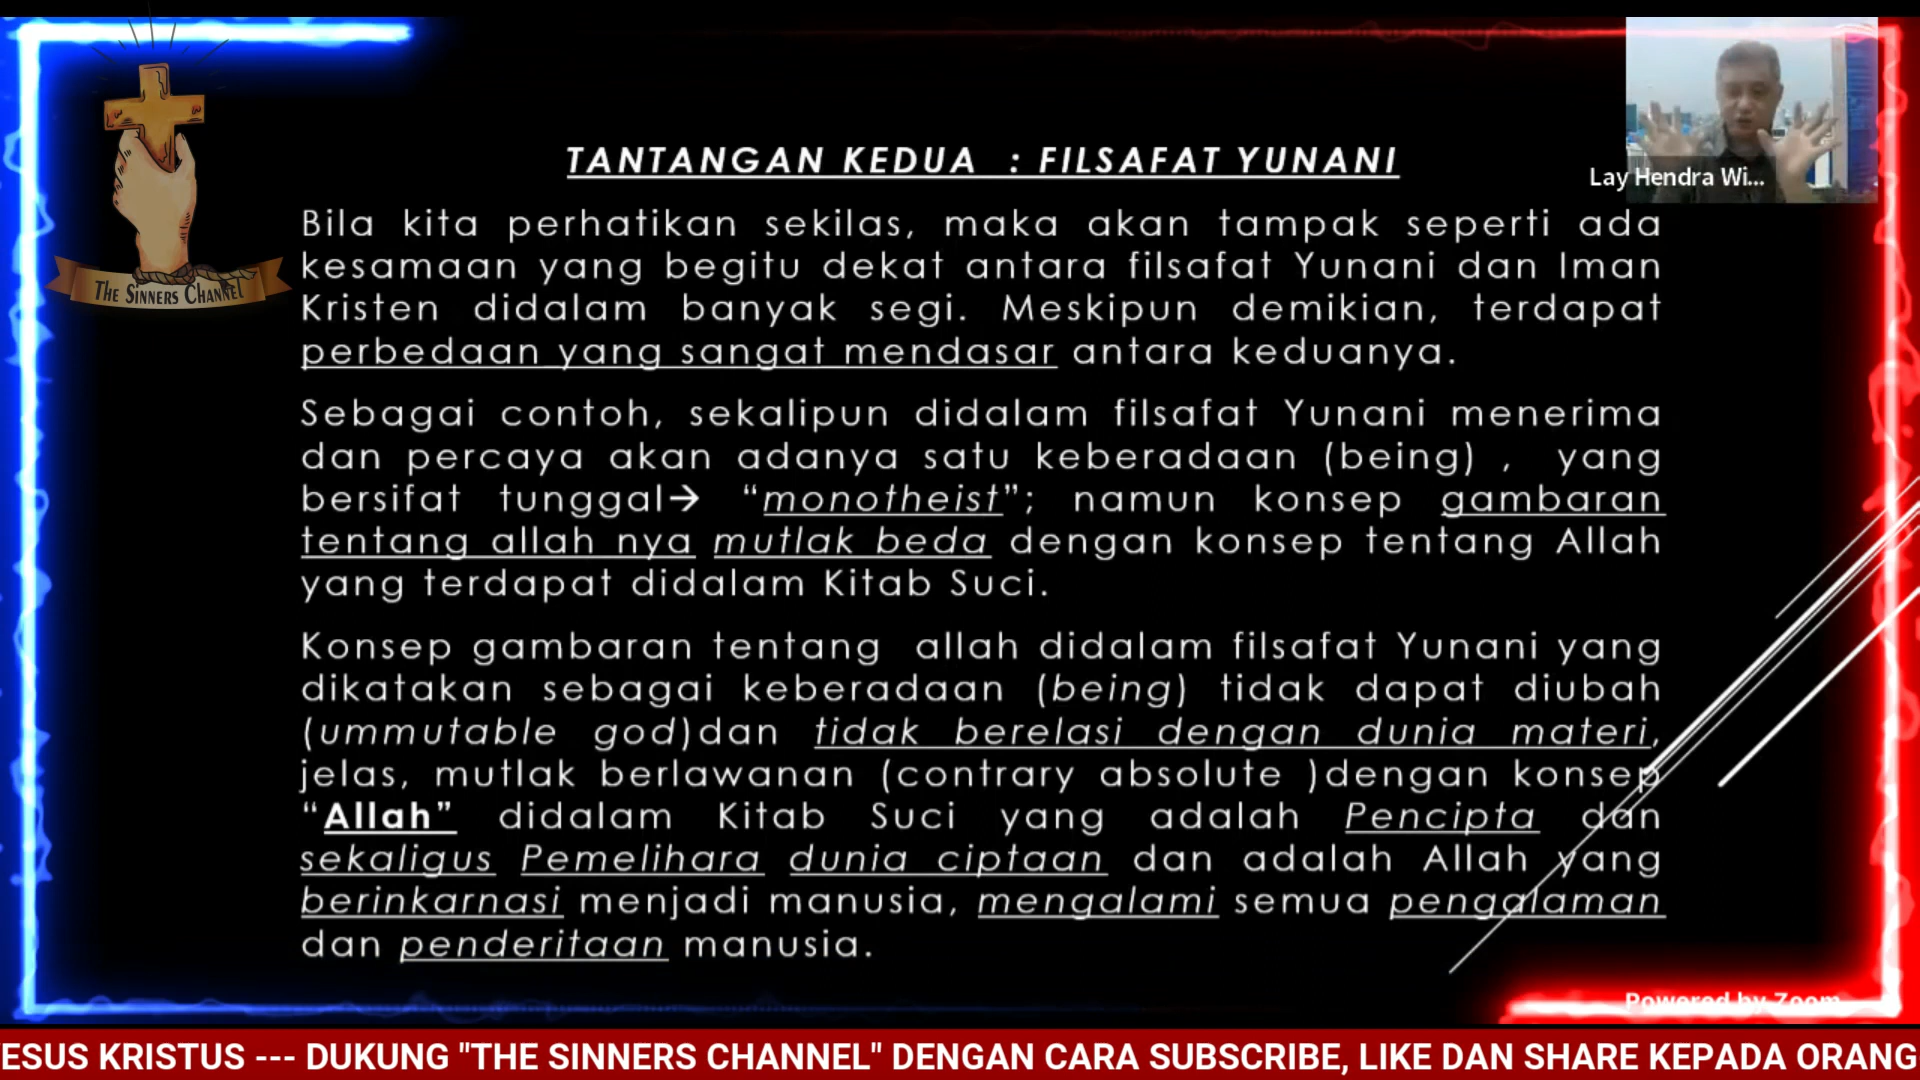 THE SINNERS CHANNEL
Lay Hendra Wi...
TANTANGAN KEDUA : FILSAFAT YUNANI
Bila kita perhatikan sekilas, maka akan tampak seperti ada
kesamaan yang begitu dekat antara filsafat Yunani dan Iman
Kristen didalam banyak segi. Meskipun demikian, terdapat
perbedaan yang sangat mendasar antara keduanya.
Sebagai contoh, sekalipun didalam filsafat Yunani menerima
dan percaya akan adanya satu keberadaan (being) , yang
bersifat tunggal→ “monotheist”; namun konsep gambaran
tentang allah nya mutlak beda dengan konsep tentang Allah
yang terdapat didalam Kitab Suci.
Konsep gambaran tentang allah didalam filsafat Yunani yang
dikatakan sebagai keberadaan (being) tidak dapat diubah
(ummutable god)dan tidak berelasi dengan dunia materi,
jelas, mutlak berlawanan (contrary absolute )dengan konsep
“Allah” didalam Kitab Suci yang adalah Pencipta dan
sekaligus Pemelihara dunia ciptaan dan adalah Allah yang
berinkarnasi menjadi manusia, mengalami semua pengalaman
dan penderitaan manusia.
Powered by Zoom
ESUS KRISTUS --- DUKUNG "THE SINNERS CHANNEL" DENGAN CARA SUBSCRIBE, LIKE DAN SHARE KEPADA ORANG